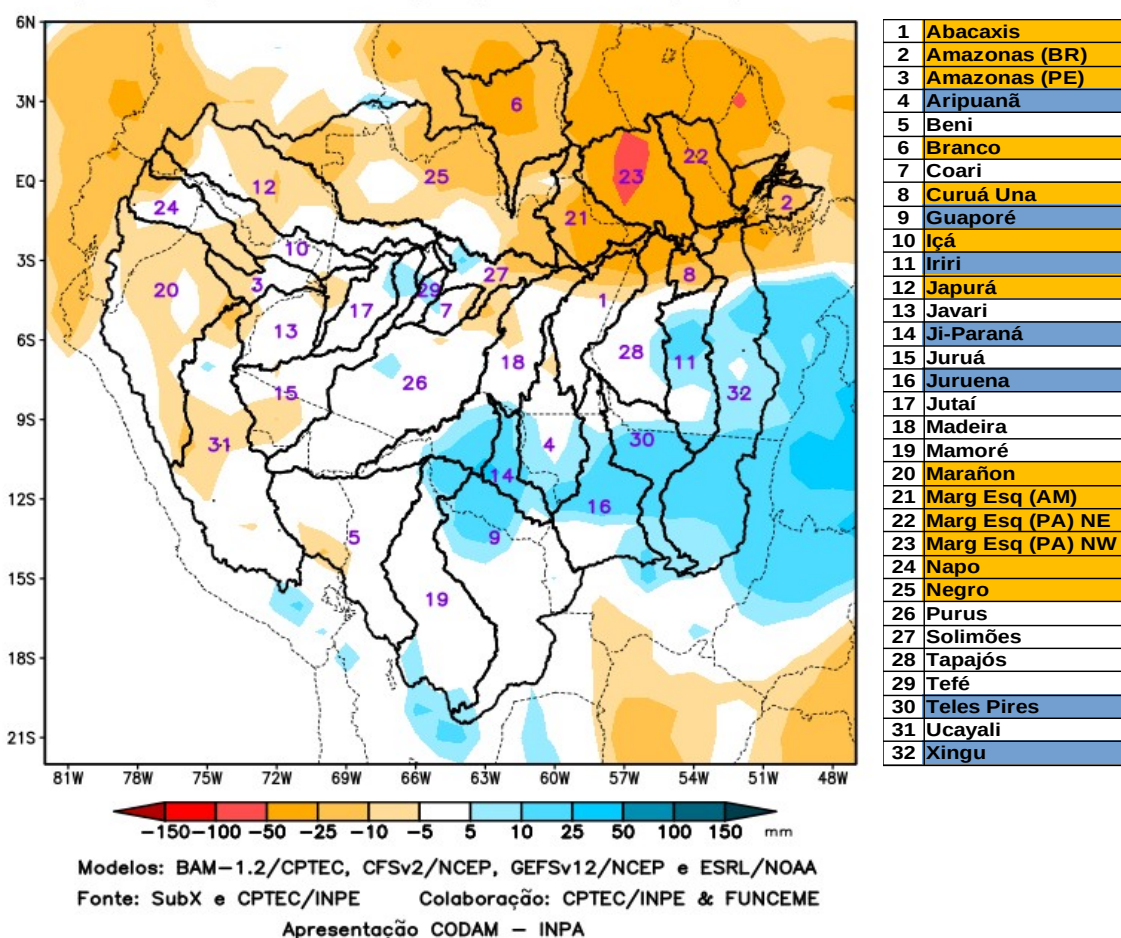 6N
3N
EQ
3S
6S
9S
12S
15S
18S
21S
81W 78W 75W 72W 69W 66W 63W 60W 57W 54W 51W 48W
6
22
25
23
12
2
24
21
10
27
3
8
20
29
1
17
7
13
28
11
18
26
15
32
30
31
4
14
16
5
9
19
1 Abacaxis
2 Amazonas (BR)
3 Amazonas (PE)
4 Aripuanã
5 Beni
6 Branco
7 Coari
8 Curuá Una
9 Guaporé
10 Içá
11 Iriri
12 Japurá
13 Javari
14 Ji-Paraná
15 Juruá
16 Juruena
17 Jutaí
18 Madeira
19 Mamoré
20 Marañon
21 Marg Esq (AM)
22 Marg Esq (PA) NE
23 Marg Esq (PA) NW
24 Napo
25 Negro
26 Purus
27 Solimões
28 Tapajós
29 Tefé
30 Teles Pires
31 Ucayali
32 Xingu
−150 −100 −50 −25 −10 −5 5 10 25 50 100 150 mm
Modelos: BAM−1.2/CPTEC, CFSv2/NCEP, GEFSv12/NCEP e ESRL/NOAA
Fonte: SubX e CPTEC/INPE Colaboração: CPTEC/INPE & FUNCEME
Apresentação CODAM − INPA